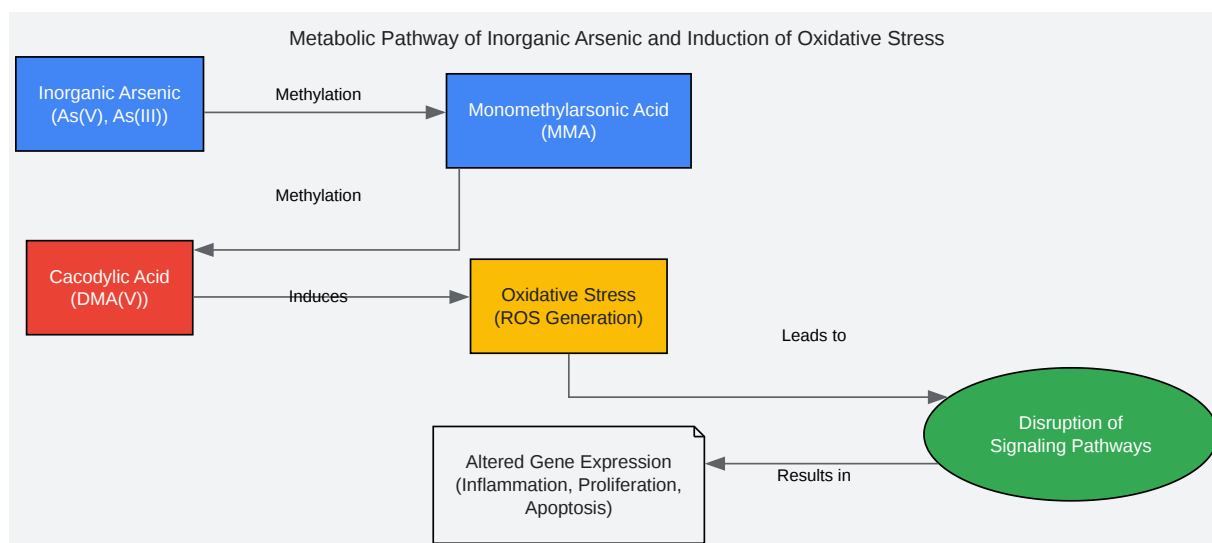 Metabolic Pathway of Inorganic Arsenic and Induction of Oxidative Stress
Inorganic Arsenic
(As(V), As(III))
Methylation
Monomethylarsonic Acid
(MMA)
Methylation
Cacodylic Acid
(DMA(V))
Induces
Oxidative Stress
(ROS Generation)
Leads to
Disruption of
Signaling Pathways
Results in
Altered Gene Expression
(Inflammation, Proliferation,
Apoptosis)